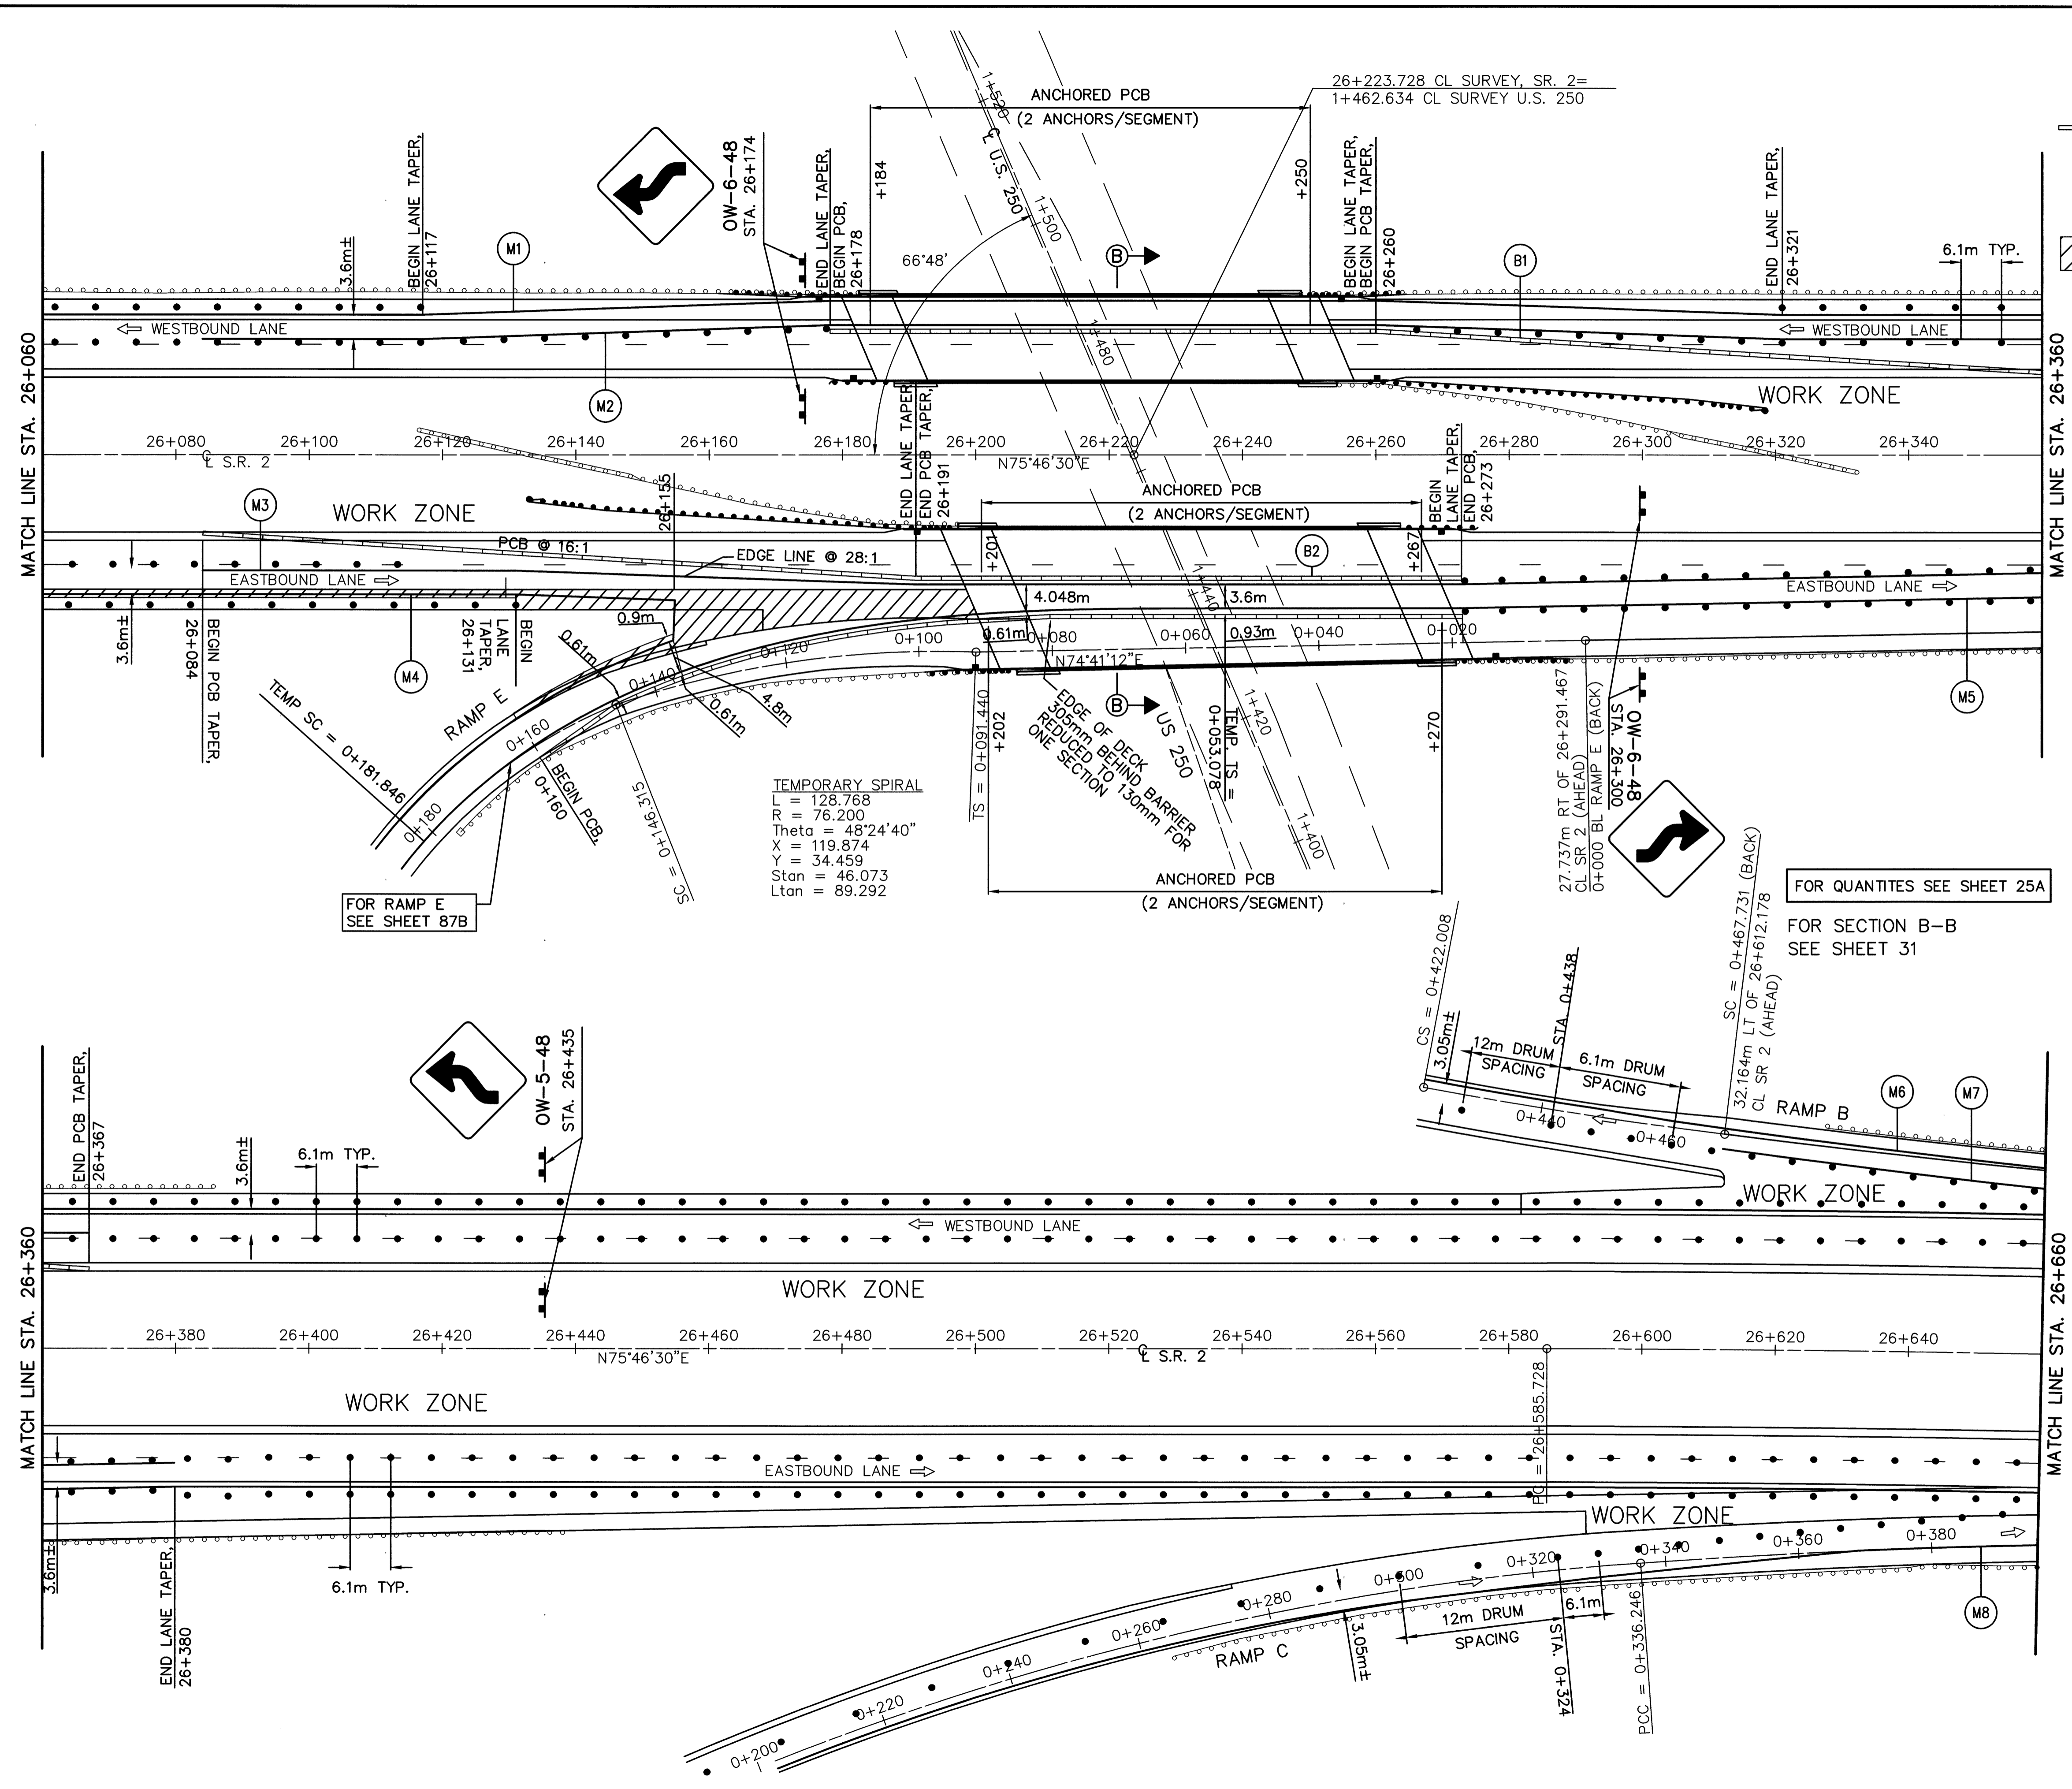 26+223.728 CL SURVEY, SR. 2=
1+462.634 CL SURVEY U.S. 250
ANCHORED PCB
(2 ANCHORS/SEGMENT)
+184
+250
1+520
℄ U.S. 250
1+500
1+480
66°48'
MATCH LINE STA. 26+060
3.6m±
BEGIN LANE TAPER,
26+117
M1
OW-6-48
STA. 26+174
END LANE TAPER,
BEGIN PCB,
26+178
B
BEGIN LANE TAPER,
BEGIN PCB TAPER,
26+260
B1
END LANE TAPER,
26+321
6.1m TYP.
WESTBOUND LANE
WESTBOUND LANE
M2
WORK ZONE
MATCH LINE STA. 26+360
26+080
26+100
26+120
26+140
26+160
26+180
26+200
26+220
26+240
26+260
26+280
26+300
26+320
26+340
℄ S.R. 2
N75°46'30"E
M3
WORK ZONE
26+155
END LANE TAPER
END PCB TAPER,
26+191
ANCHORED PCB
(2 ANCHORS/SEGMENT)
+201
+267
BEGIN
LANE TAPER,
END PCB,
26+273
PCB @ 16:1
EDGE LINE @ 28:1
B2
EASTBOUND LANE
EASTBOUND LANE
3.6m±
26+084
BEGIN PCB TAPER,
M4
26+131
TAPER,
LANE
BEGIN
0.9m
0.61m
4.048m
3.6m
1+440
0.61m
0.93m
0+020
0+040
0+060
0+080
0+100
0+120
0+140
0+160
0+180
N74°41'12"E
4.8m
0.61m
RAMP E
TEMP SC = 0+181.846
BEGIN PCB,
0+160
SC = 0+146.315
TS = 0+091.440
+202
EDGE OF DECK
305mm BEHIND BARRIER
REDUCED TO 130mm FOR
ONE SECTION
B
US 250
TEMP. TS =
0+053.078
1+420
1+400
+270
27.737m RT OF 26+291.467
CL SR 2 (AHEAD)
0+000 BL RAMP E (BACK)
OW-6-48
STA. 26+300
M5
TEMPORARY SPIRAL
L = 128.768
R = 76.200
Theta = 48°24'40"
X = 119.874
Y = 34.459
Stan = 46.073
Ltan = 89.292
FOR RAMP E
SEE SHEET 87B
ANCHORED PCB
(2 ANCHORS/SEGMENT)
FOR QUANTITES SEE SHEET 25A
FOR SECTION B-B
SEE SHEET 31
MATCH LINE STA. 26+360
END PCB TAPER,
26+367
3.6m±
6.1m TYP.
OW-5-48
STA. 26+435
CS = 0+422.008
3.05m±
12m DRUM
SPACING
STA. 0+438
6.1m DRUM
SPACING
SC = 0+467.731 (BACK)
32.164m LT OF 26+612.178
CL SR 2 (AHEAD)
0+440
0+460
RAMP B
M6
M7
WORK ZONE
WESTBOUND LANE
WORK ZONE
26+380
26+400
26+420
26+440
26+460
26+480
26+500
26+520
26+540
26+560
26+580
26+600
26+620
26+640
N75°46'30"E
℄ S.R. 2
MATCH LINE STA. 26+660
WORK ZONE
PC = 26+585.728
EASTBOUND LANE
3.6m±
END LANE TAPER,
26+380
6.1m TYP.
WORK ZONE
0+200
0+220
0+240
0+260
0+280
0+300
0+320
0+340
0+360
0+380
RAMP C
3.05m±
12m DRUM
SPACING
6.1m
STA. 0+324
PCC = 0+336.246
M8